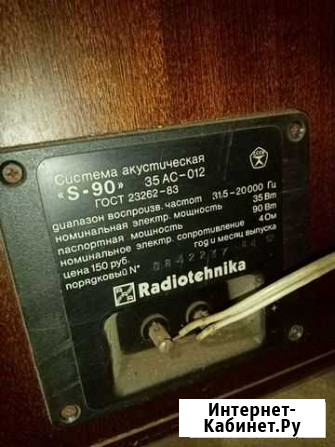 Система акустическая
«S-90» 35 АС-012
ГОСТ 23262-83
диапазон воспроизв. частот 31.5-20000 Гц
номинальная электр. мощность 35 Вт
паспортная мощность 90 Вт
номинальное электр. сопротивление 4 Ом
цена 150 руб. год и месяц выпуска
порядковый №
Radiotehnika
Интернет-
Кабинет.Ру